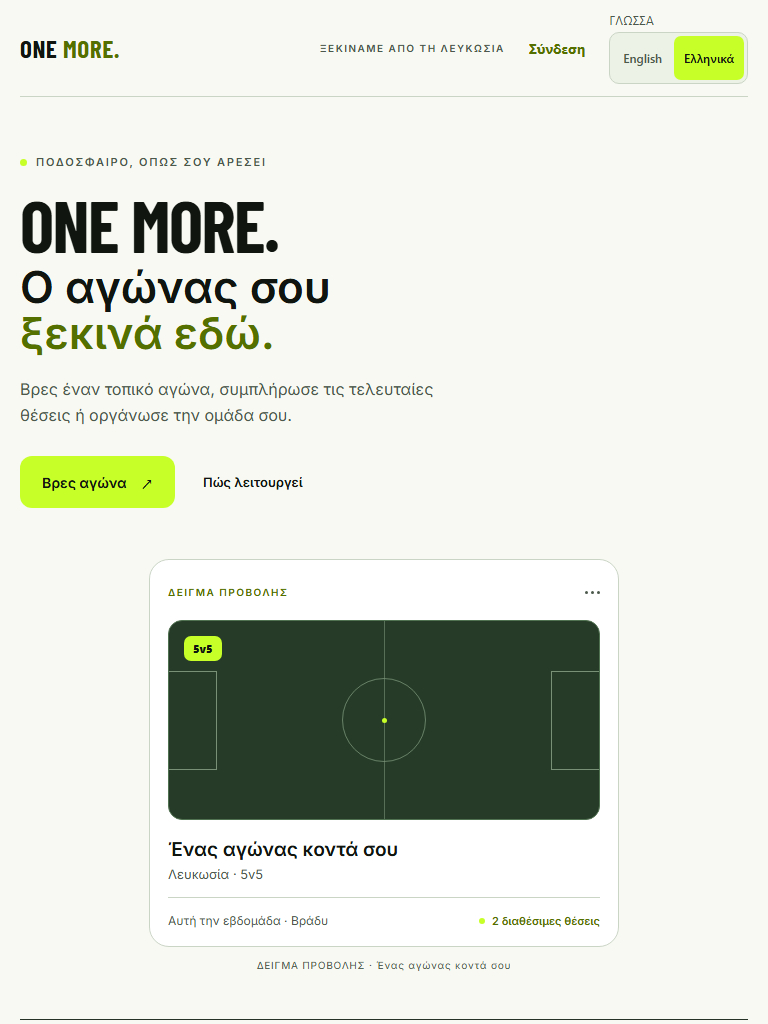 ΓΛΩΣΣΑ
ONE MORE.
ΞΕΚΙΝΑΜΕ ΑΠΟ ΤΗ ΛΕΥΚΩΣΙΑ
Σύνδεση
English
Ελληνικά
ΠΟΔΟΣΦΑΙΡΟ, ΟΠΩΣ ΣΟΥ ΑΡΕΣΕΙ
ONE MORE.
Ο αγώνας σου
ξεκινά εδώ.
Βρες έναν τοπικό αγώνα, συμπλήρωσε τις τελευταίες
θέσεις ή οργάνωσε την ομάδα σου.
Βρες αγώνα ↗
Πώς λειτουργεί
ΔΕΙΓΜΑ ΠΡΟΒΟΛΗΣ
5v5
Ένας αγώνας κοντά σου
Λευκωσία · 5v5
Αυτή την εβδομάδα · Βράδυ
2 διαθέσιμες θέσεις
ΔΕΙΓΜΑ ΠΡΟΒΟΛΗΣ · Ένας αγώνας κοντά σου